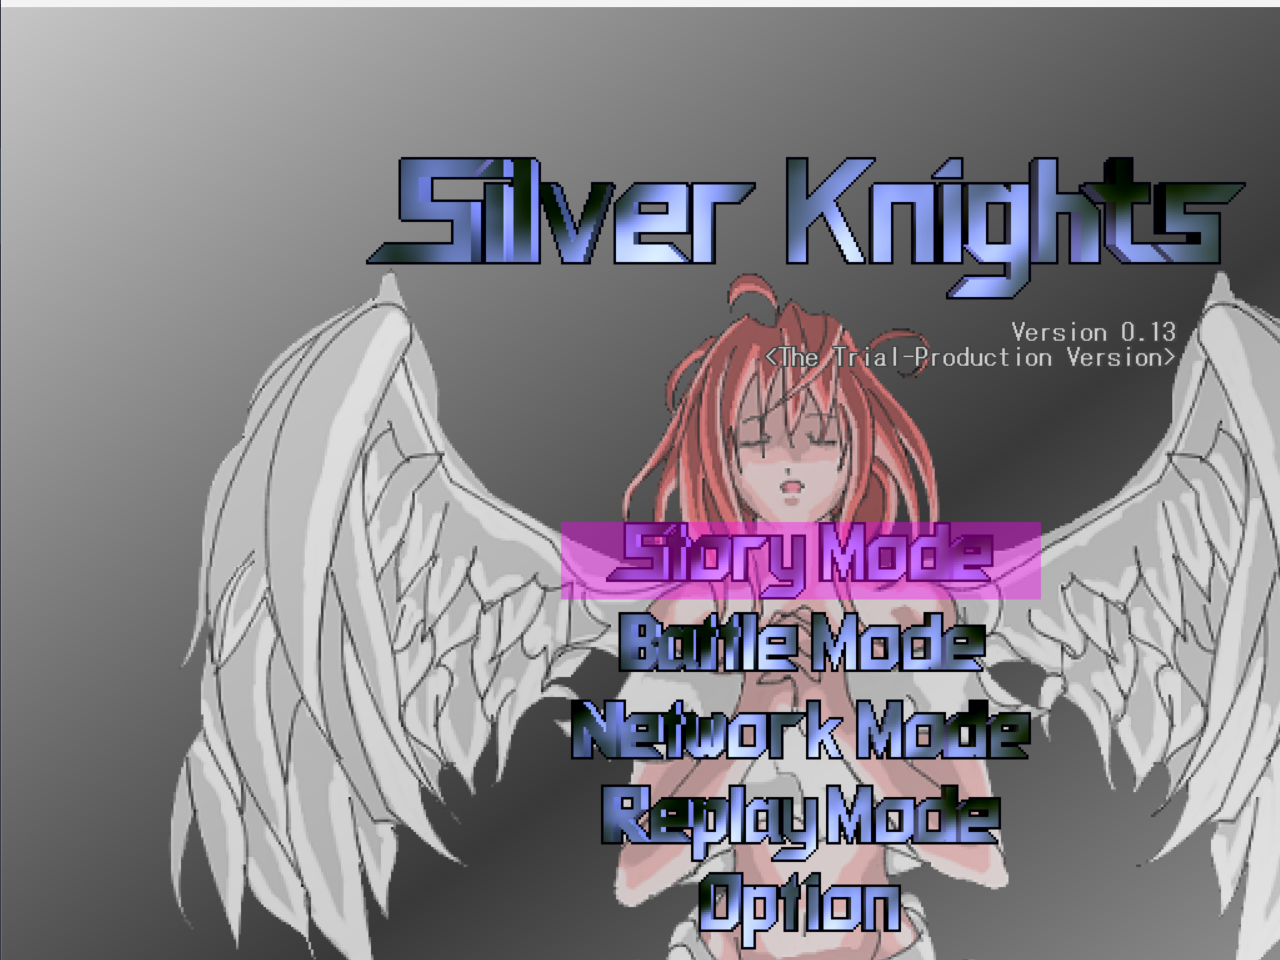 Silver Knights
Version 0.13
<The Trial-Production Version>
Story Mode
Battle Mode
Network Mode
Replay Mode
Option